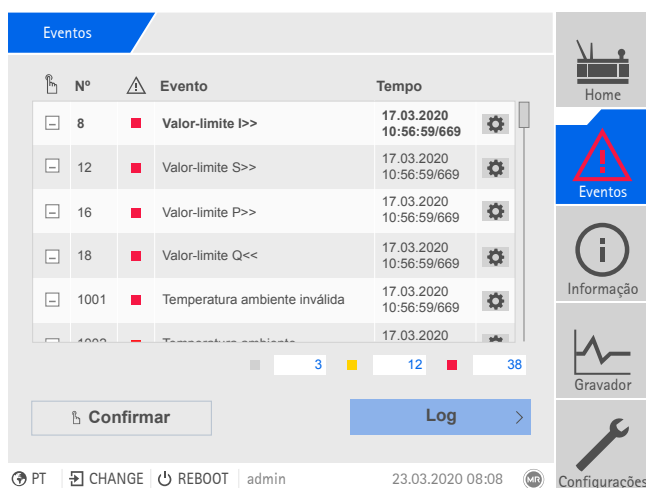 Eventos
Nº Evento Tempo
8 Valor-limite I>> 17.03.2020
10:56:59/669
12 Valor-limite S>> 17.03.2020
10:56:59/669
16 Valor-limite P>> 17.03.2020
10:56:59/669
18 Valor-limite Q<< 17.03.2020
10:56:59/669
1001 Temperatura ambiente inválida 17.03.2020
10:56:59/669
17.03.2020
3 12 38
Confirmar Log
PT CHANGE REBOOT admin 23.03.2020 08:08 MR
Home
Eventos
Informação
Gravador
Configurações